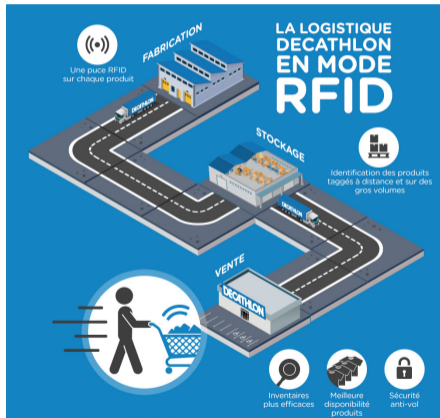 LA LOGISTIQUE
DECATHLON
EN MODE
RFID
Une puce RFID
sur chaque produit
FABRICATION
DECATHLON
STOCKAGE
Identification des produits
taggés à distance et sur des
gros volumes
DECATHLON
VENTE
DECATHLON
Inventaires
plus efficaces
Meilleure
disponibilité
produits
Sécurité
anti-vol